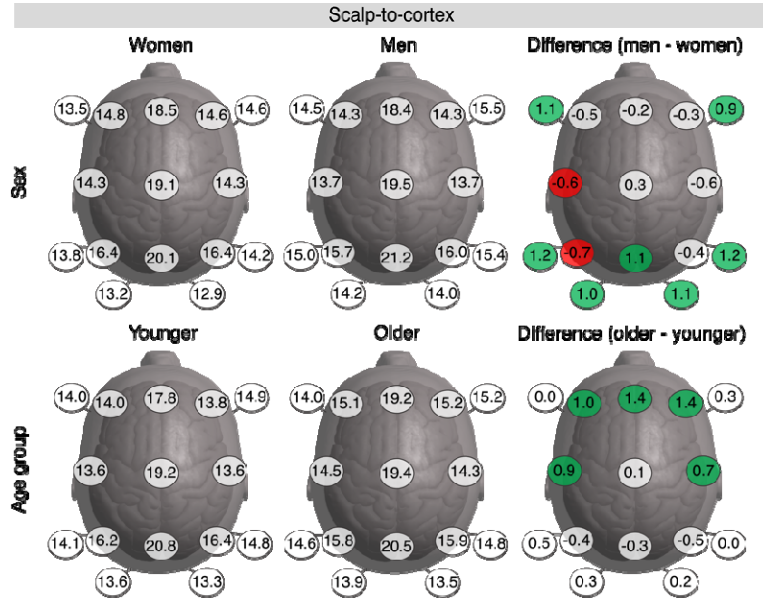 Scalp-to-cortex
Women Men Difference (men - women)
13.5 14.8 18.5 14.6 14.6 14.5 14.3 18.4 14.3 15.5 1.1 -0.5 -0.2 -0.3 0.9
Sex
14.3 19.1 14.3 13.7 19.5 13.7 -0.6 0.3 -0.6
13.8 16.4 20.1 16.4 14.2 15.0 15.7 21.2 16.0 15.4 1.2 -0.7 1.1 -0.4 1.2
13.2 12.9 14.2 14.0 1.0 1.1
Younger Older Difference (older - younger)
14.0 14.0 17.8 13.8 14.9 14.0 15.1 19.2 15.2 15.2 0.0 1.0 1.4 1.4 0.3
Age group
13.6 19.2 13.6 14.5 19.4 14.3 0.9 0.1 0.7
14.1 16.2 20.8 16.4 14.8 14.6 15.8 20.5 15.9 14.8 0.5 -0.4 -0.3 -0.5 0.0
13.6 13.3 13.9 13.5 0.3 0.2